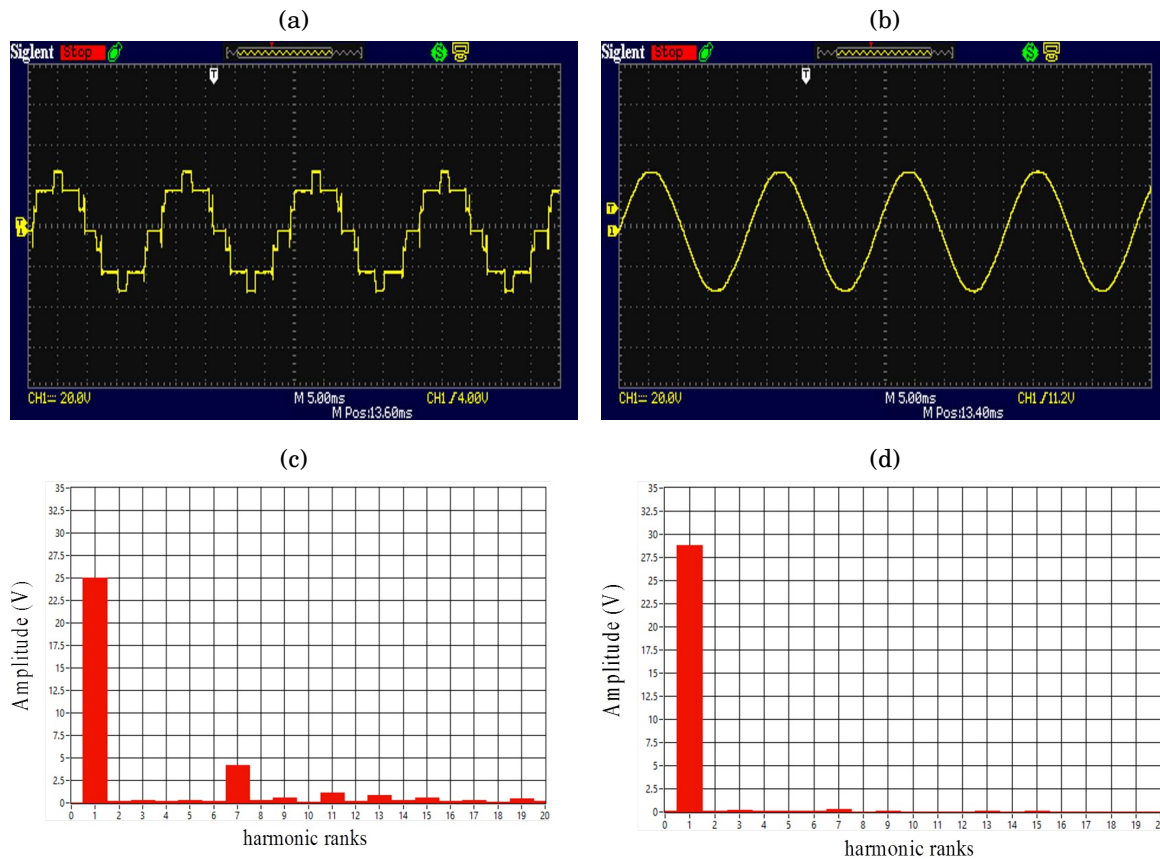 (a)
(b)
Siglent Stop
T
S
T
1
CH1 20.0V
M 5.00ms
CH1 4.00V
M Pos:13.60ms
Siglent Stop
T
S
T
1
CH1 20.0V
M 5.00ms
CH1 11.2V
M Pos:13.40ms
(c)
(d)
35
32.5
30
27.5
25
22.5
20
17.5
15
12.5
10
7.5
5
2.5
0
Amplitude (V)
0 1 2 3 4 5 6 7 8 9 10 11 12 13 14 15 16 17 18 19 20
harmonic ranks
35
32.5
30
27.5
25
22.5
20
17.5
15
12.5
10
7.5
5
2.5
0
Amplitude (V)
0 1 2 3 4 5 6 7 8 9 10 11 12 13 14 15 16 17 18 19 20
harmonic ranks